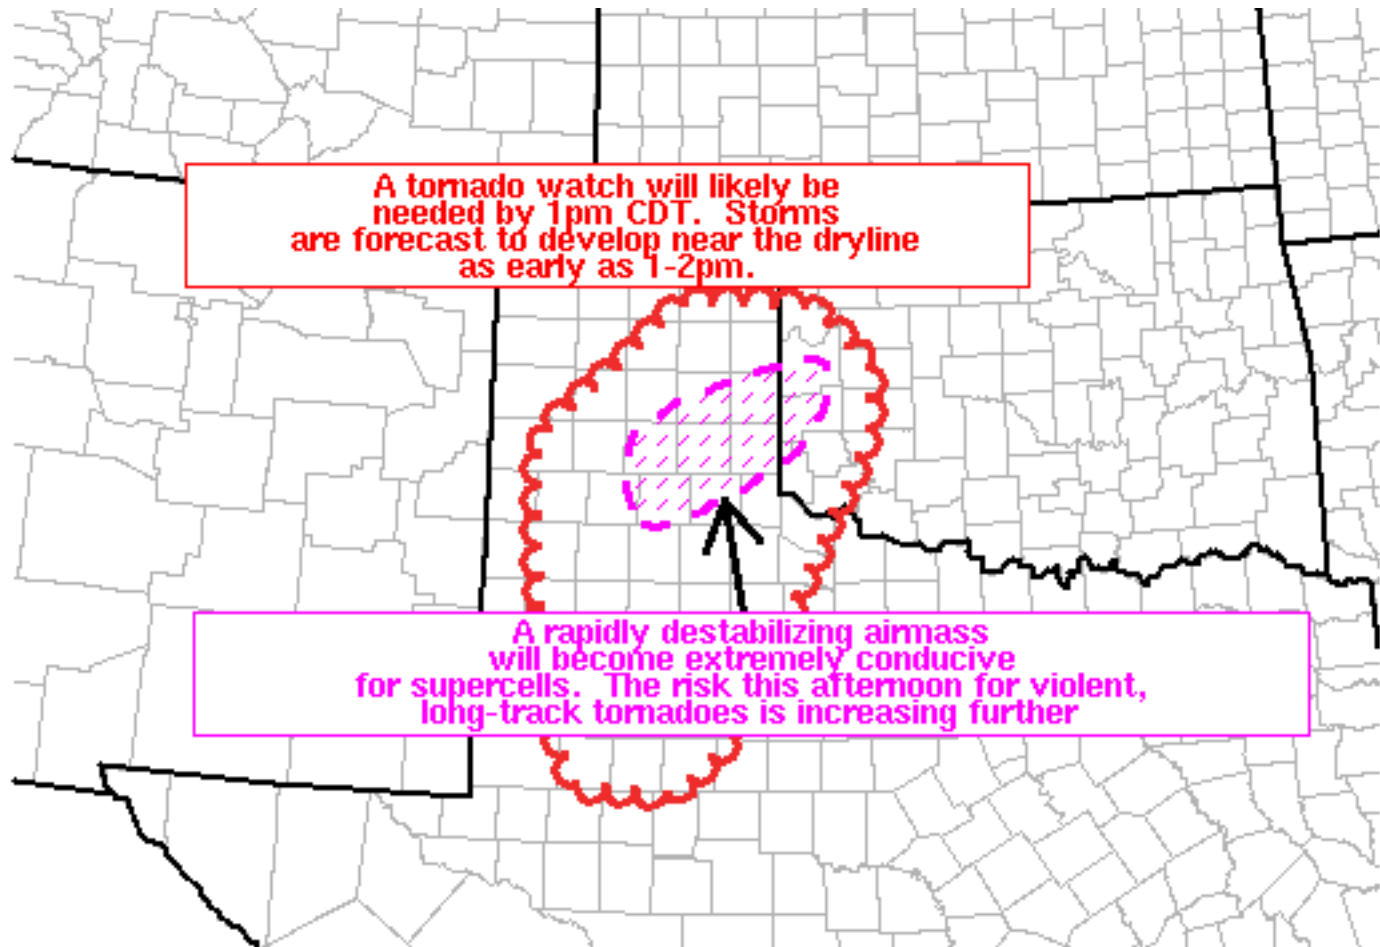 A tornado watch will likely be
needed by 1pm CDT.  Storms
are forecast to develop near the dryline
as early as 1-2pm.
A rapidly destabilizing airmass
will become extremely conducive
for supercells.  The risk this afternoon for violent,
long-track tornadoes is increasing further